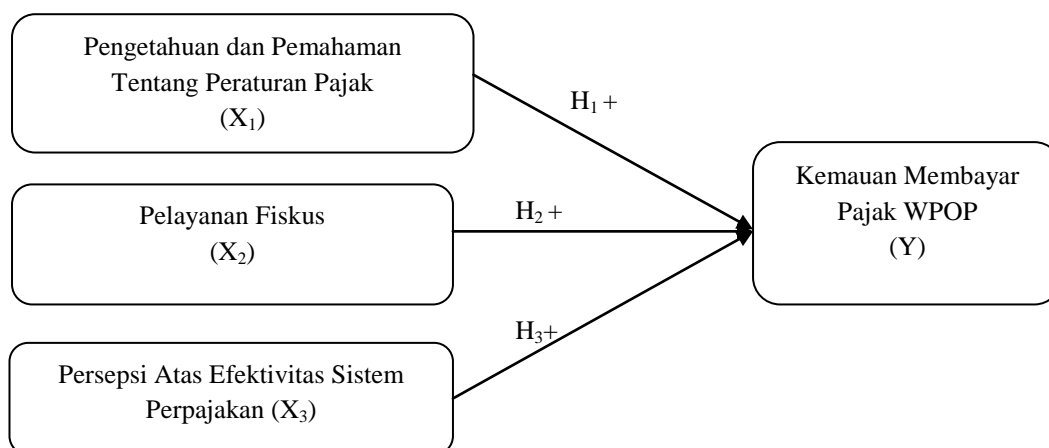 Pengetahuan dan Pemahaman
Tentang Peraturan Pajak
(X₁)
H₁ +
Pelayanan Fiskus
(X₂)
H₂ +
Persepsi Atas Efektivitas Sistem
Perpajakan (X₃)
H₃+
Kemauan Membayar
Pajak WPOP
(Y)